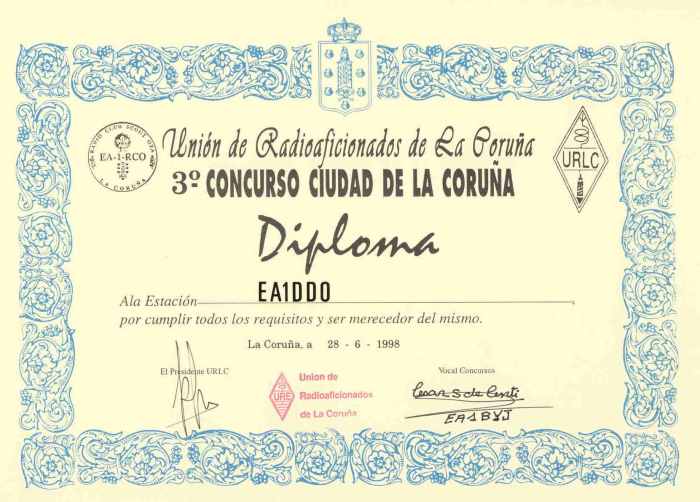 RADIO CLUB
EA-1-RCO
LA CORUÑA
Unión de Radioaficionados de La Coruña
3º CONCURSO CIUDAD DE LA CORUÑA
URLC
Diploma
EA1DDO
Ala Estación
por cumplir todos los requisitos y ser merecedor del mismo.
La Coruña, a 28 - 6 - 1998
El Presidente URLC
Vocal Concursos
URE
Union de
Radioaficionados
de La Coruña
EA1BYJ